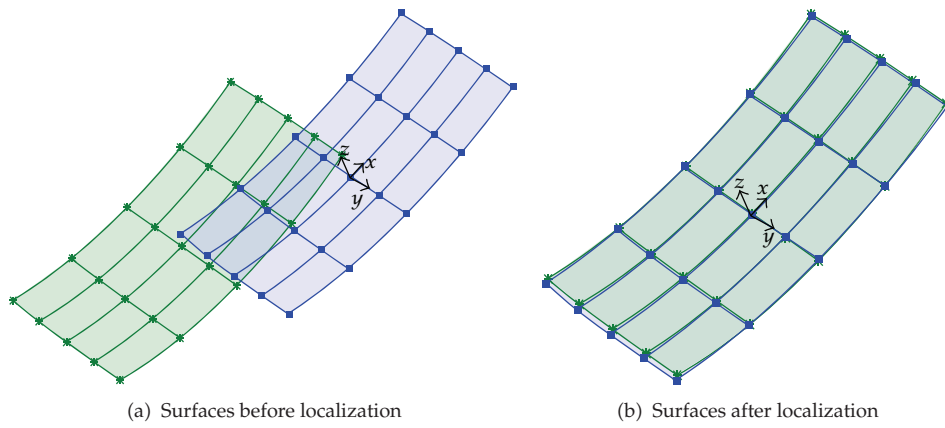 z
x
y
z
x
y
(a) Surfaces before localization
(b) Surfaces after localization